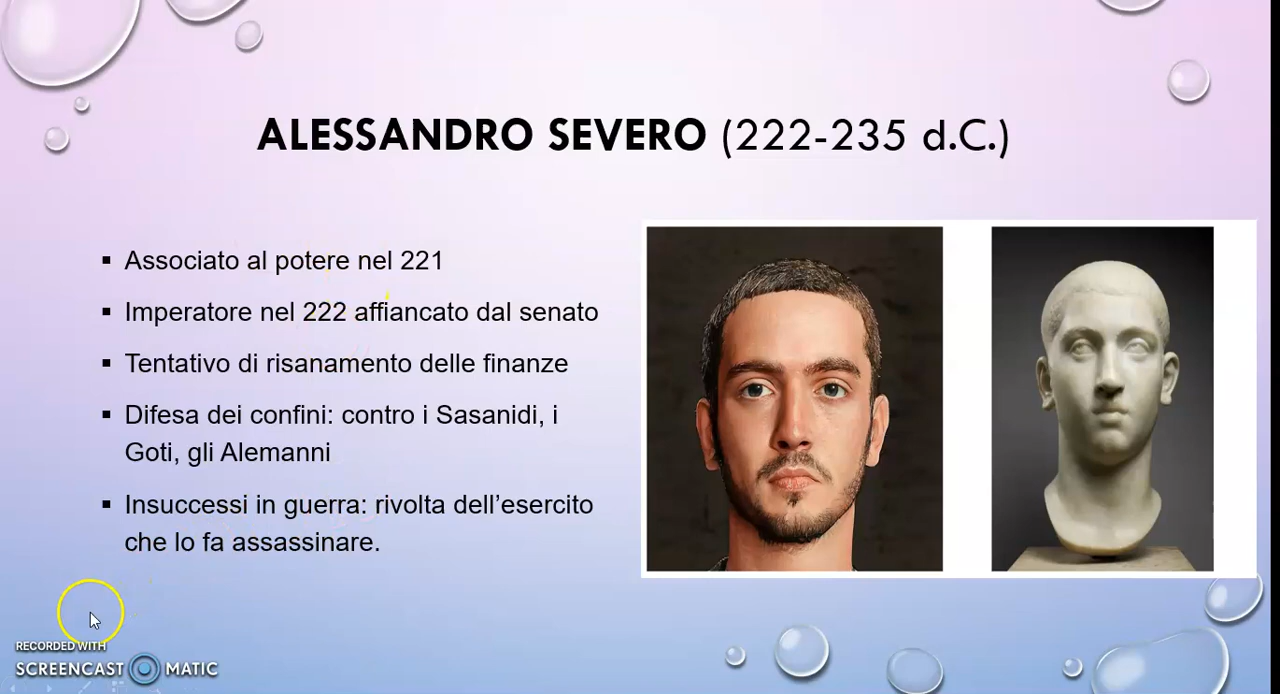 ALESSANDRO SEVERO (222-235 d.C.)
▪ Associato al potere nel 221
▪ Imperatore nel 222 affiancato dal senato
▪ Tentativo di risanamento delle finanze
▪ Difesa dei confini: contro i Sasanidi, i
Goti, gli Alemanni
▪ Insuccessi in guerra: rivolta dell’esercito
che lo fa assassinare.
RECORDED WITH
SCREENCAST MATIC